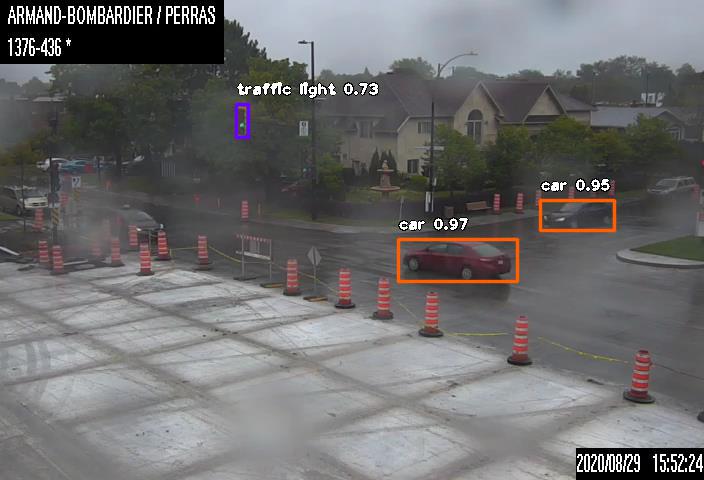 ARMAND-BOMBARDIER / PERRAS
1376-436 *
traffic light 0.73
car 0.95
car 0.97
2020/08/29 15:52:24